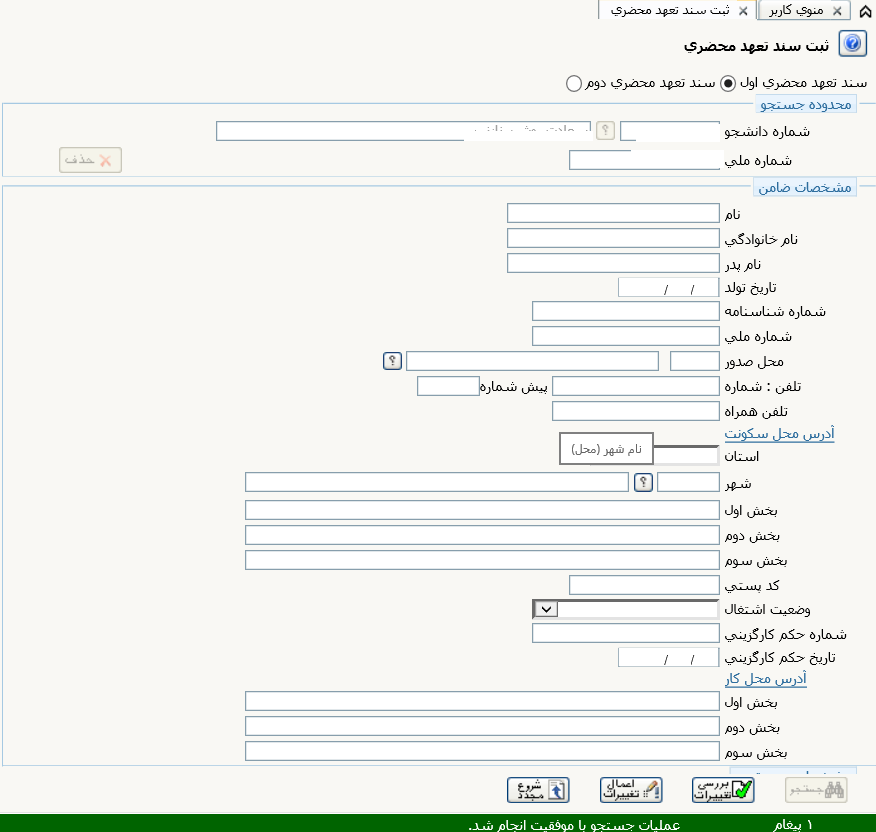 منوي كاربر × ثبت سند تعهد محضري ×
ثبت سند تعهد محضري
سند تعهد محضري اول سند تعهد محضري دوم
محدوده جستجو
شماره دانشجو ؟
شماره ملي حذف
مشخصات ضامن
نام
نام خانوادگي
نام پدر
تاريخ تولد / /
شماره شناسنامه
شماره ملي
محل صدور ؟
تلفن : شماره پيش شماره
تلفن همراه
آدرس محل سكونت
استان نام شهر (محل)
شهر ؟
بخش اول
بخش دوم
بخش سوم
كد پستي
وضعيت اشتغال
شماره حكم كارگزيني
تاريخ حكم كارگزيني / /
آدرس محل كار
بخش اول
بخش دوم
بخش سوم
جستجو بررسي تغييرات اعمال تغييرات شروع مجدد
۱ پيغام عمليات جستجو با موفقيت انجام شد.